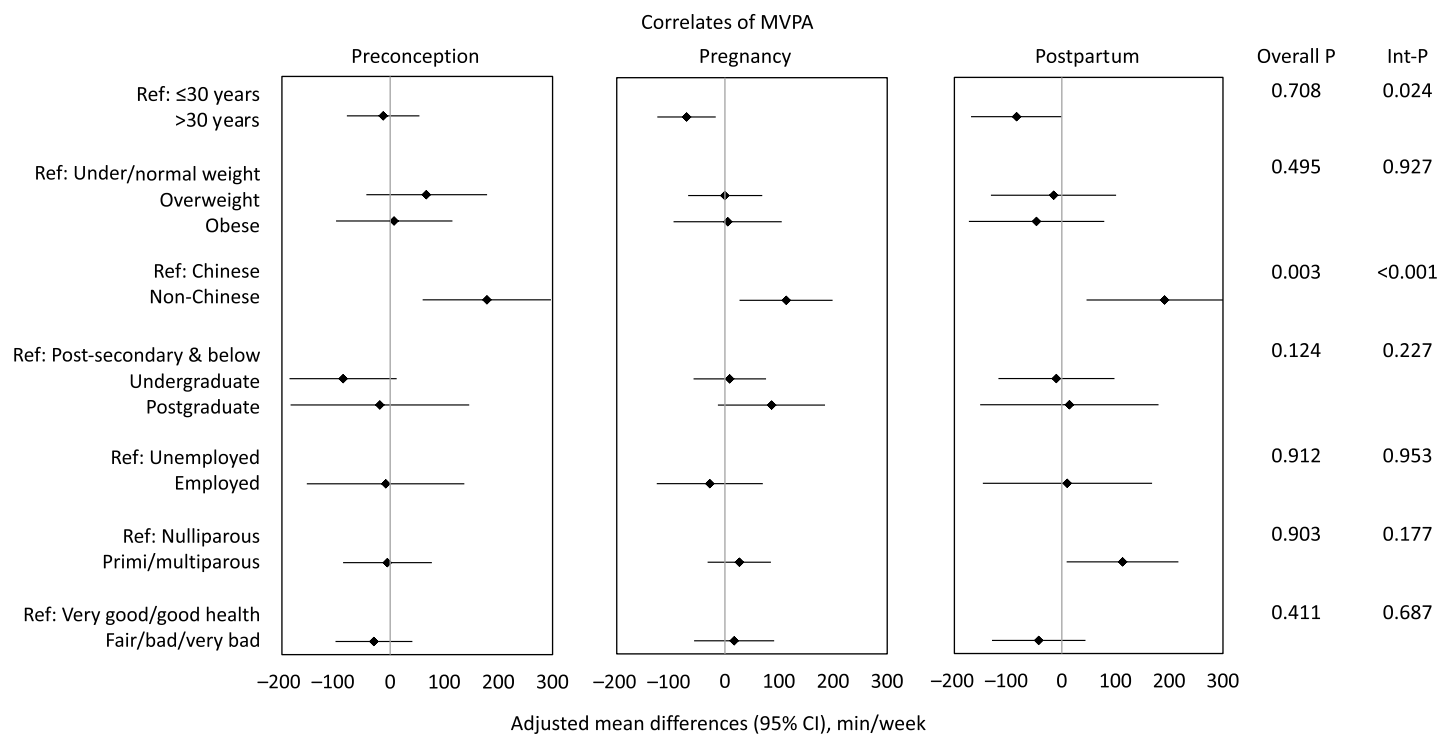 Correlates of MVPA
Preconception Pregnancy Postpartum Overall P Int-P
Ref: ≤30 years 0.708 0.024
>30 years
Ref: Under/normal weight 0.495 0.927
Overweight
Obese
Ref: Chinese 0.003 <0.001
Non-Chinese
Ref: Post-secondary & below 0.124 0.227
Undergraduate
Postgraduate
Ref: Unemployed 0.912 0.953
Employed
Ref: Nulliparous 0.903 0.177
Primi/multiparous
Ref: Very good/good health 0.411 0.687
Fair/bad/very bad
–200 –100 0 100 200 300 –200 –100 0 100 200 300 –200 –100 0 100 200 300
Adjusted mean differences (95% CI), min/week